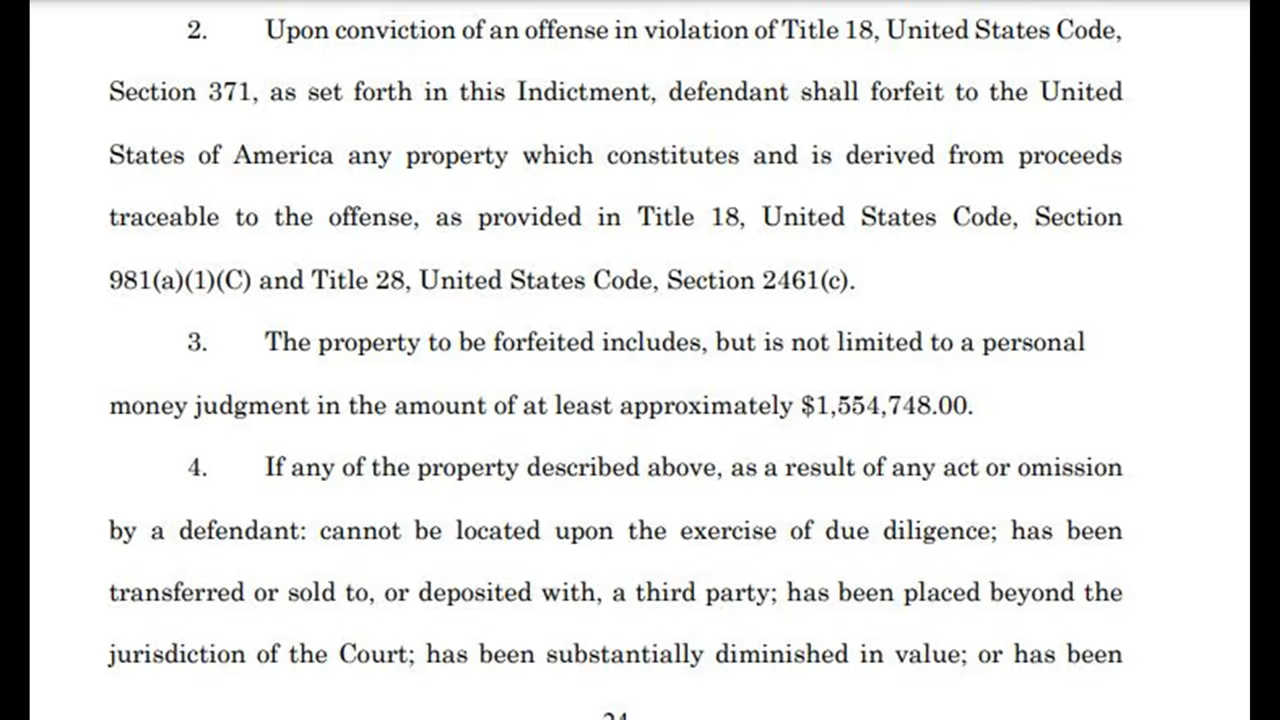 2. Upon conviction of an offense in violation of Title 18, United States Code,
Section 371, as set forth in this Indictment, defendant shall forfeit to the United
States of America any property which constitutes and is derived from proceeds
traceable to the offense, as provided in Title 18, United States Code, Section
981(a)(1)(C) and Title 28, United States Code, Section 2461(c).
3. The property to be forfeited includes, but is not limited to a personal
money judgment in the amount of at least approximately $1,554,748.00.
4. If any of the property described above, as a result of any act or omission
by a defendant: cannot be located upon the exercise of due diligence; has been
transferred or sold to, or deposited with, a third party; has been placed beyond the
jurisdiction of the Court; has been substantially diminished in value; or has been